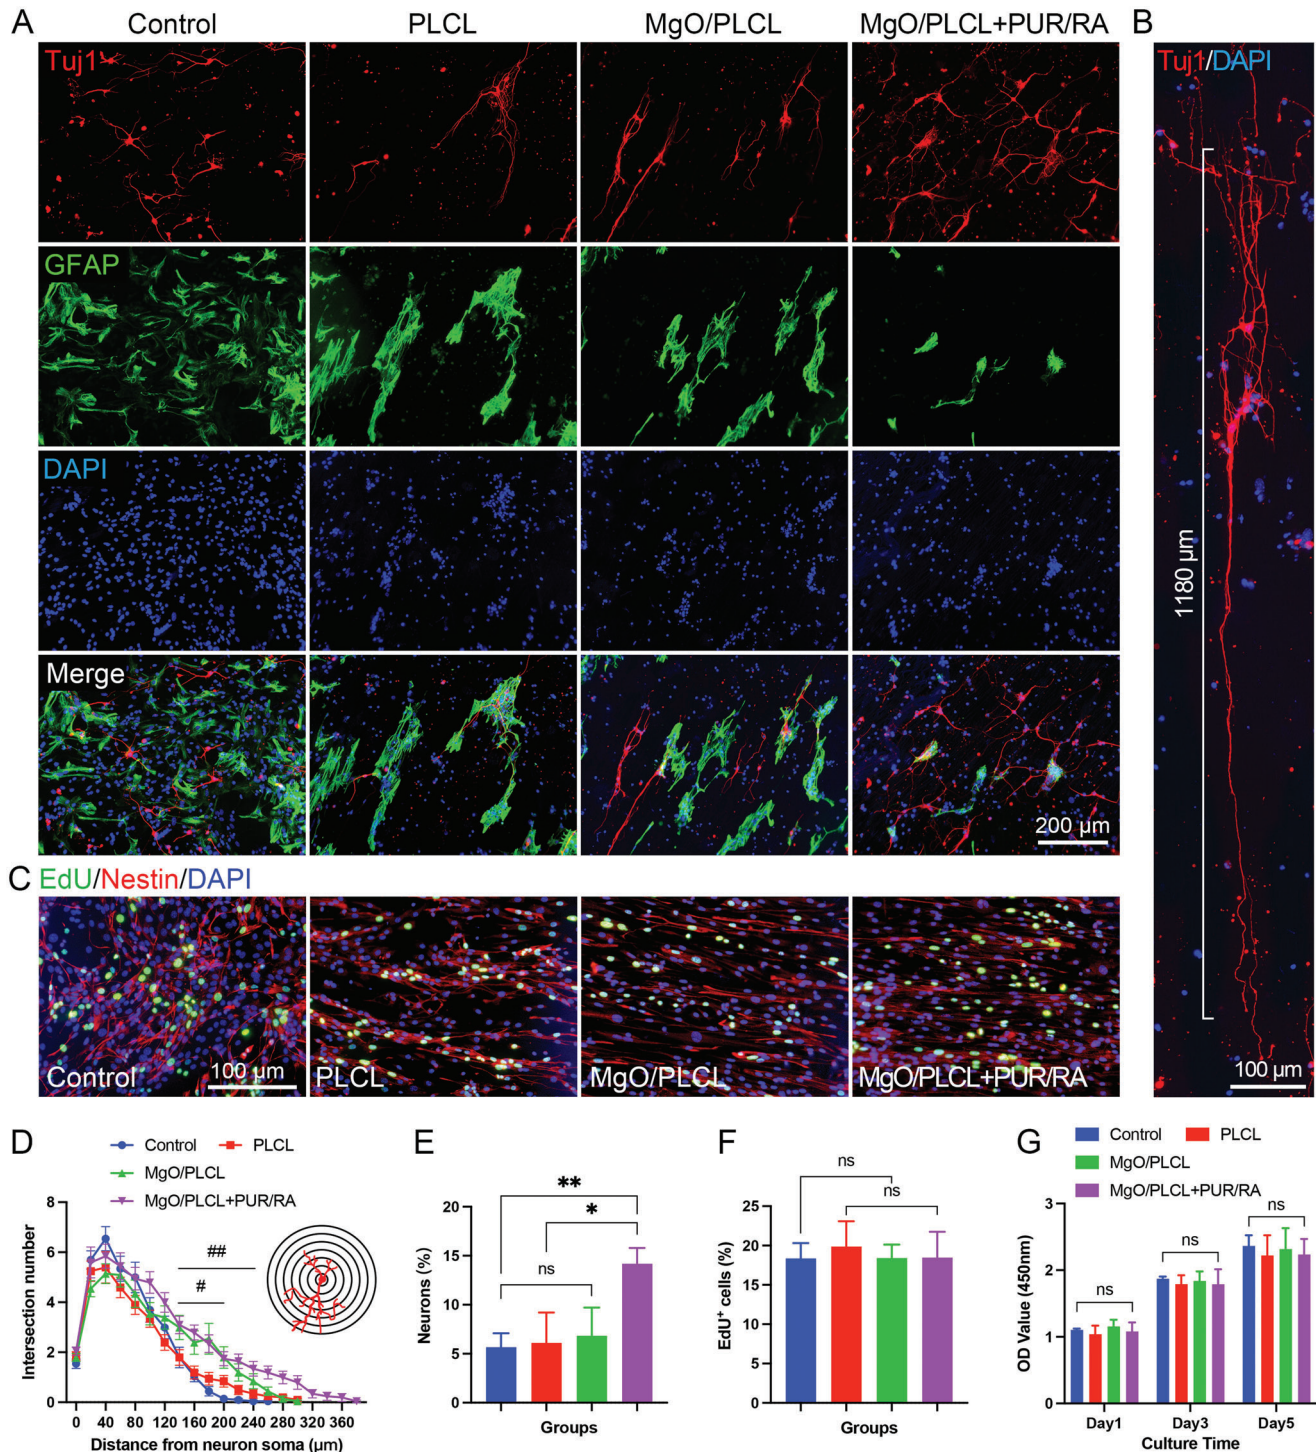 A
Control
PLCL
MgO/PLCL
MgO/PLCL+PUR/RA
B
Tuj1
Tuj1/DAPI
GFAP
DAPI
Merge
200 μm
1180 μm
100 μm
C EdU/Nestin/DAPI
Control
100 μm
PLCL
MgO/PLCL
MgO/PLCL+PUR/RA
D
Control
PLCL
MgO/PLCL
MgO/PLCL+PUR/RA
Intersection number
8
6
4
2
0
##
#
0 40 80 120 160 200 240 280 320 360
Distance from neuron soma (μm)
E
Neurons (%)
20
15
10
5
0
**
*
ns
Groups
F
EdU⁺ cells (%)
25
20
15
10
5
0
ns
ns
Groups
G
Control
PLCL
MgO/PLCL
MgO/PLCL+PUR/RA
OD Value (450nm)
3
2
1
0
ns
ns
ns
Day1 Day3 Day5
Culture Time